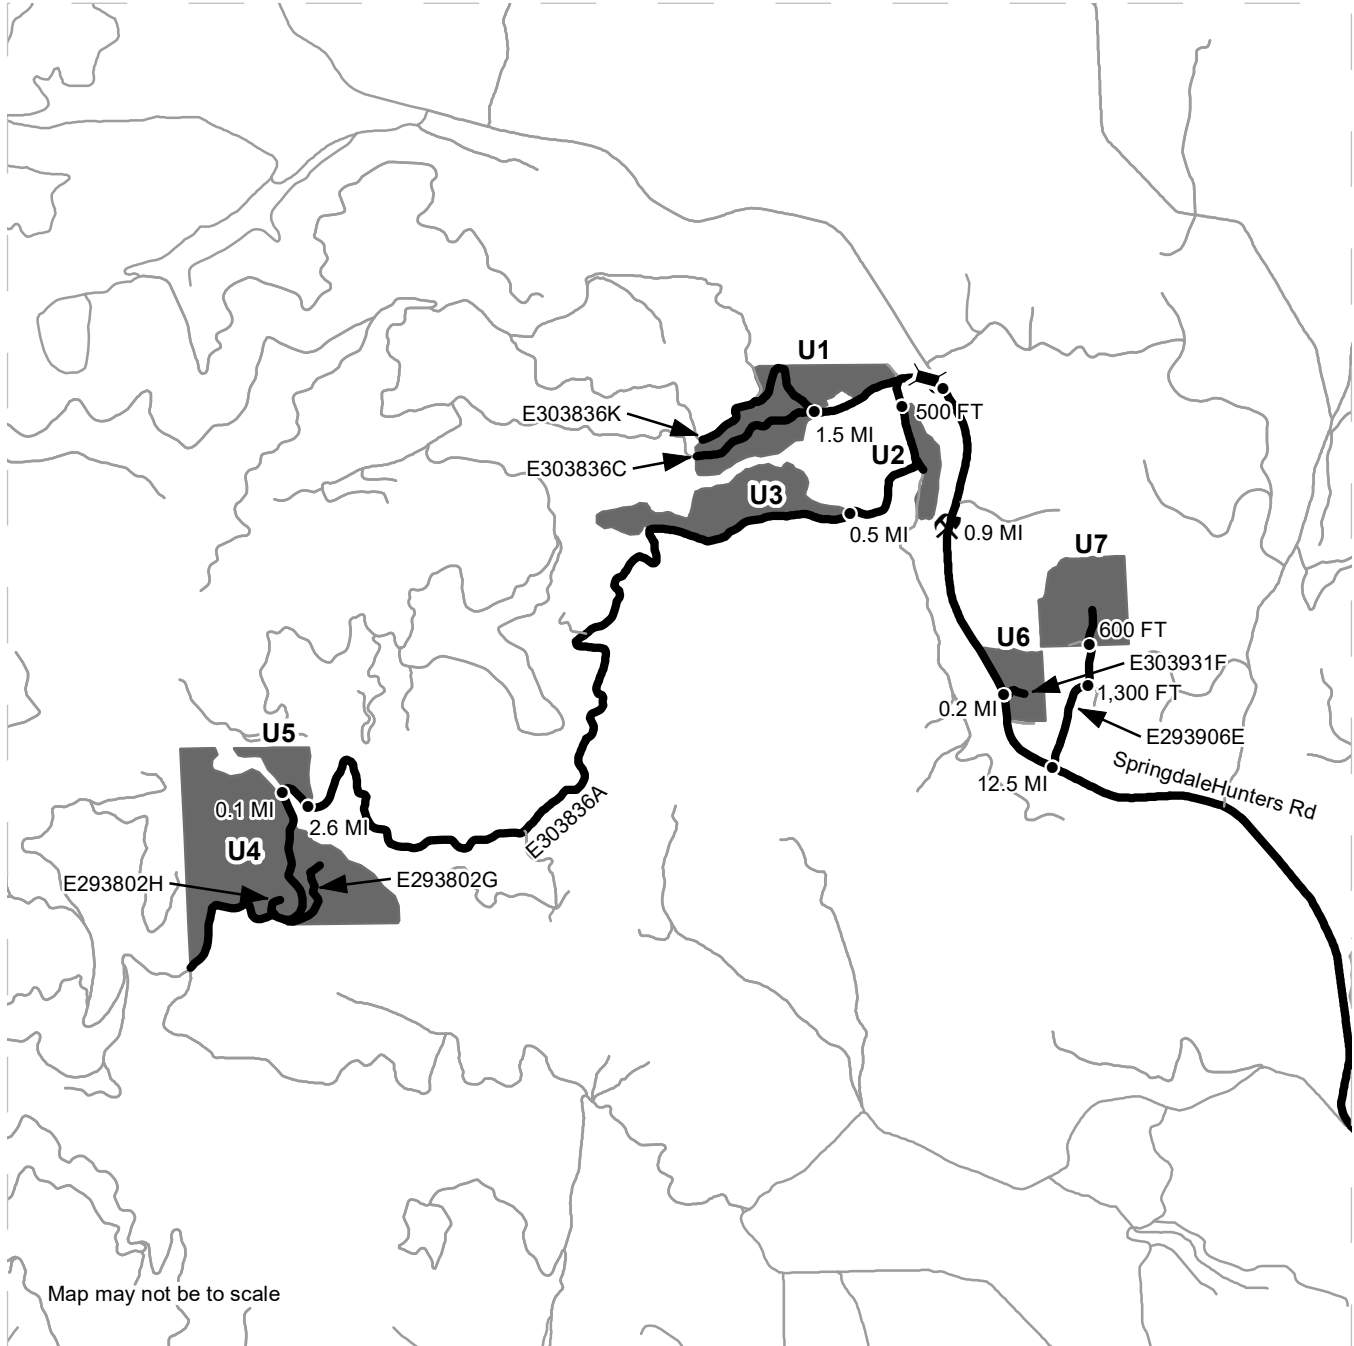 U1
E303836K
500 FT
1.5 MI
U2
E303836C
U3
0.5 MI
0.9 MI
U7
600 FT
U6
E303931F
1,300 FT
0.2 MI
U5
E293906E
SpringdaleHunters Rd
12.5 MI
0.1 MI
2.6 MI
E303836A
U4
E293802H
E293802G
Map may not be to scale